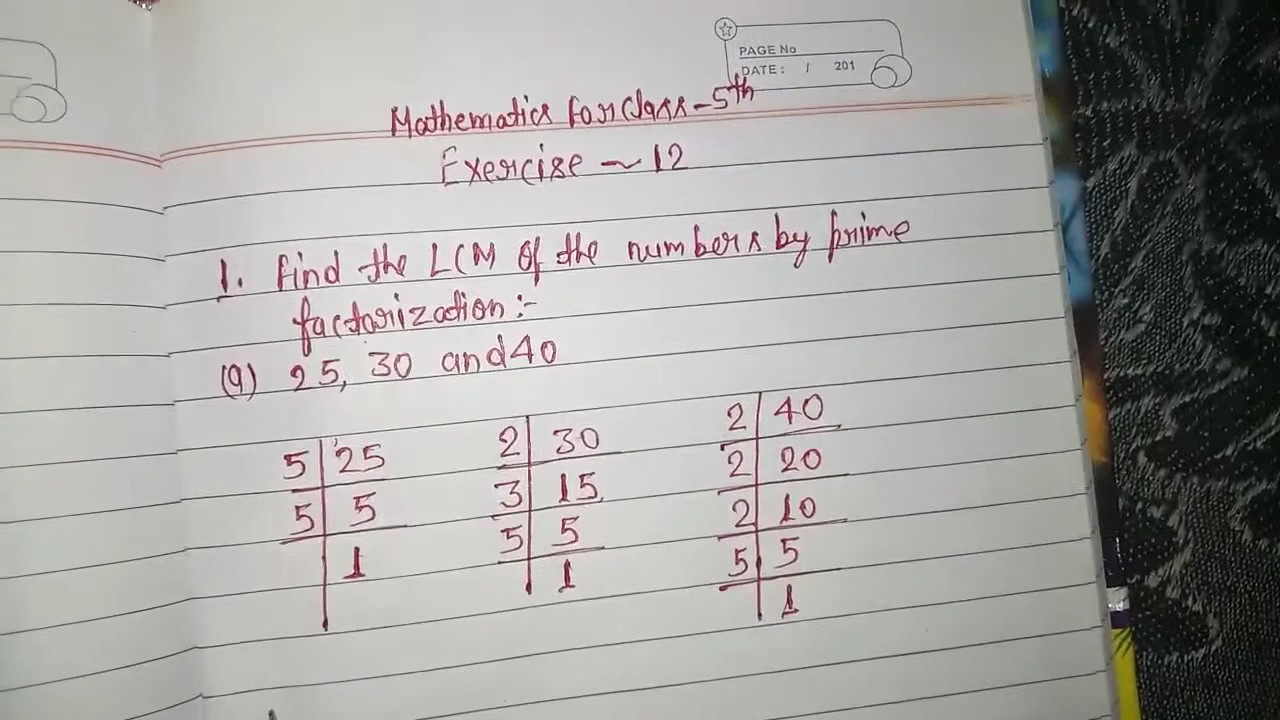 PAGE No
DATE: / 201
Mathematics For Class-5th
Exercise ~ 12
1. Find the LCM of the numbers by prime
factorization:-
(a) 25, 30 and 40
5 25
5 5
1
2 30
3 15
5 5
1
2 40
2 20
2 10
5 5
1